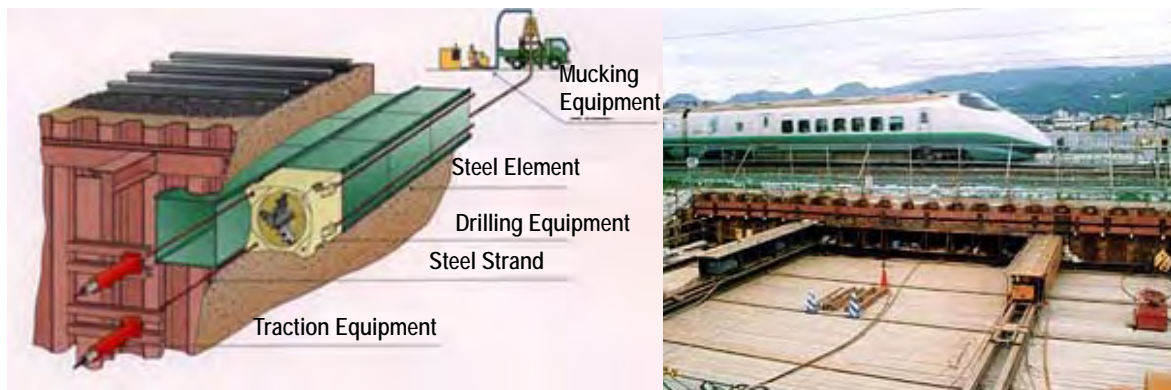 Mucking
Equipment
Steel Element
Drilling Equipment
Steel Strand
Traction Equipment